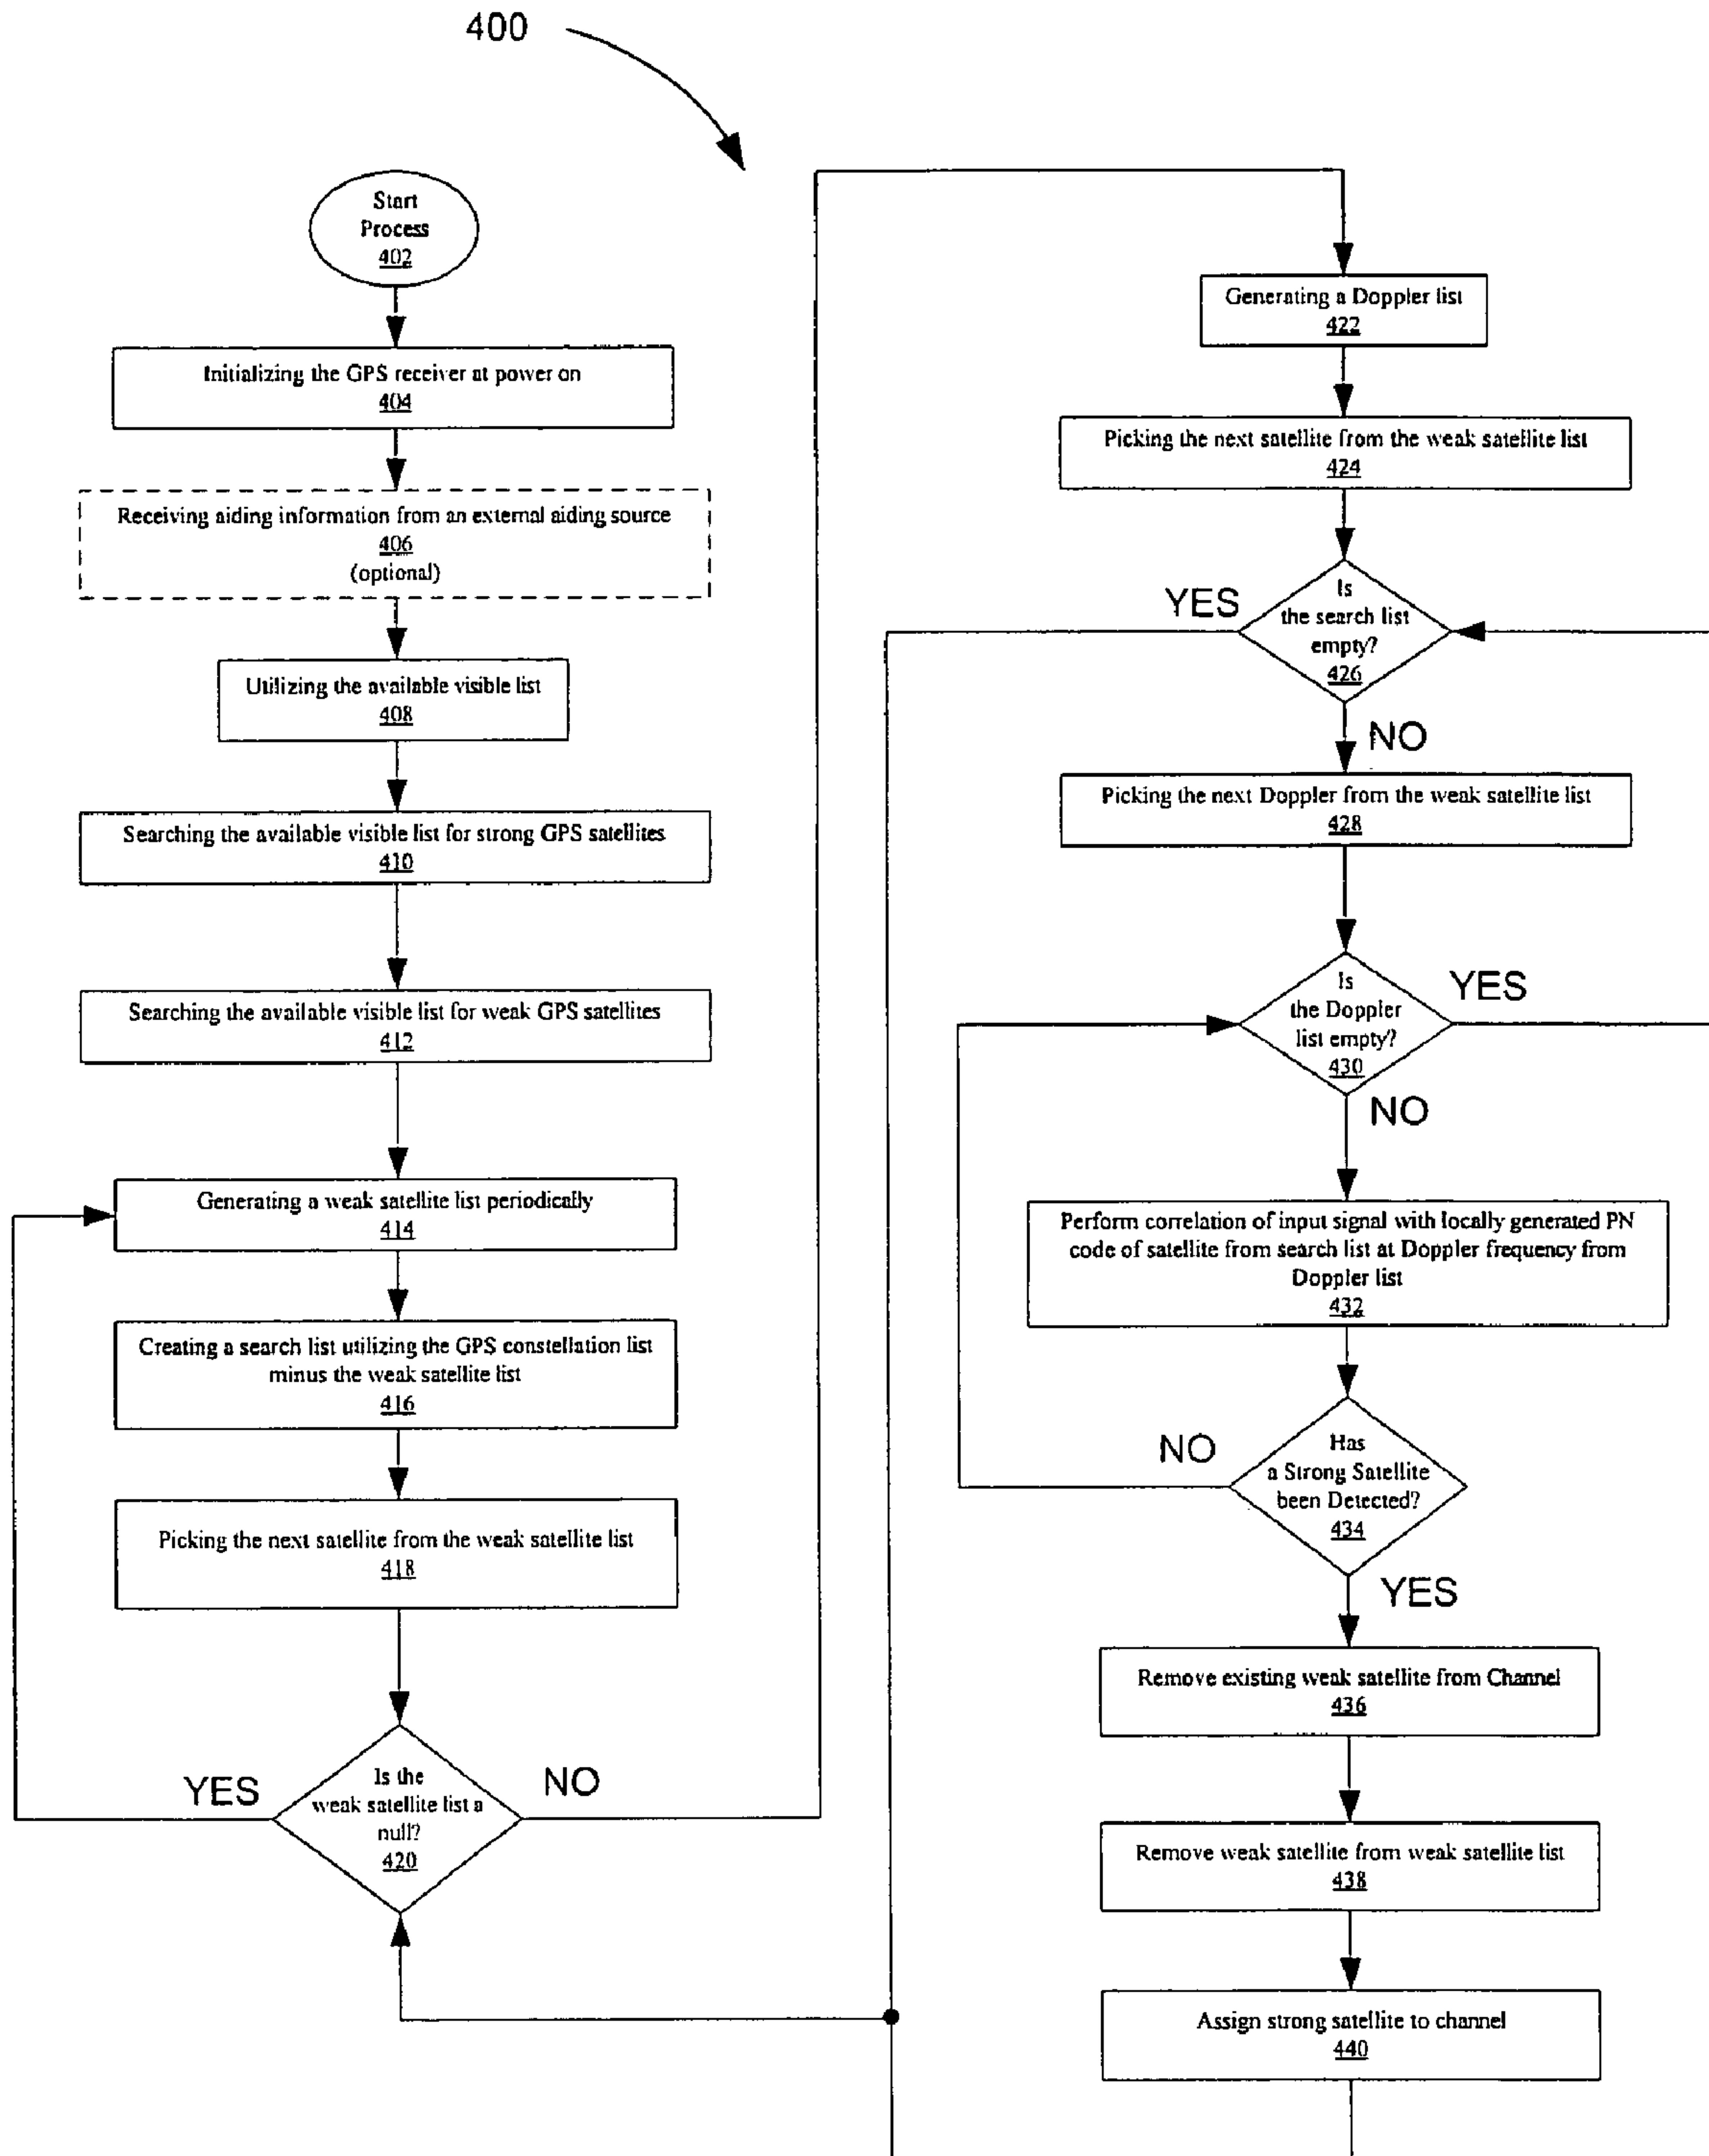 400
Start
Process
402
Initializing the GPS receiver at power on
404
Receiving aiding information from an external aiding source
406
(optional)
Utilizing the available visible list
408
Searching the available visible list for strong GPS satellites
410
Searching the available visible list for weak GPS satellites
412
Generating a weak satellite list periodically
414
Creating a search list utilizing the GPS constellation list
minus the weak satellite list
416
Picking the next satellite from the weak satellite list
418
YES
Is the
weak satellite list a
null?
420
NO
Generating a Doppler list
422
Picking the next satellite from the weak satellite list
424
YES
Is
the search list
empty?
426
NO
Picking the next Doppler from the weak satellite list
428
Is
the Doppler
list empty?
430
YES
NO
Perform correlation of input signal with locally generated PN
code of satellite from search list at Doppler frequency from
Doppler list
432
NO
Has
a Strong Satellite
been Detected?
434
YES
Remove existing weak satellite from Channel
436
Remove weak satellite from weak satellite list
438
Assign strong satellite to channel
440